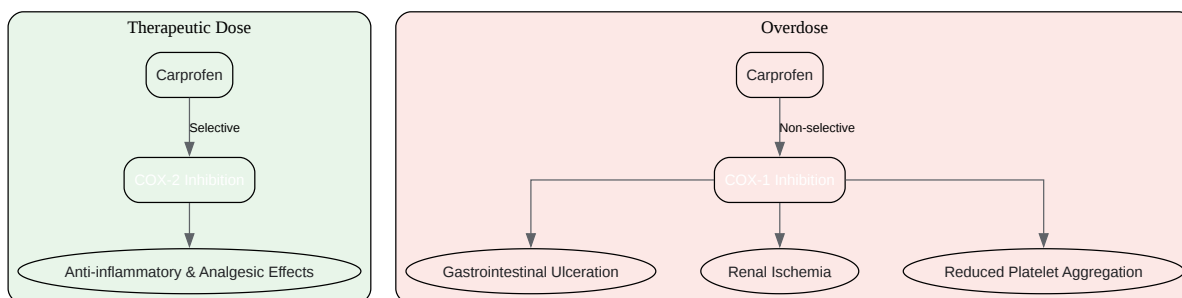 Therapeutic Dose
Carprofen
Selective
COX-2 Inhibition
Anti-inflammatory & Analgesic Effects
Overdose
Carprofen
Non-selective
COX-1 Inhibition
Gastrointestinal Ulceration
Renal Ischemia
Reduced Platelet Aggregation